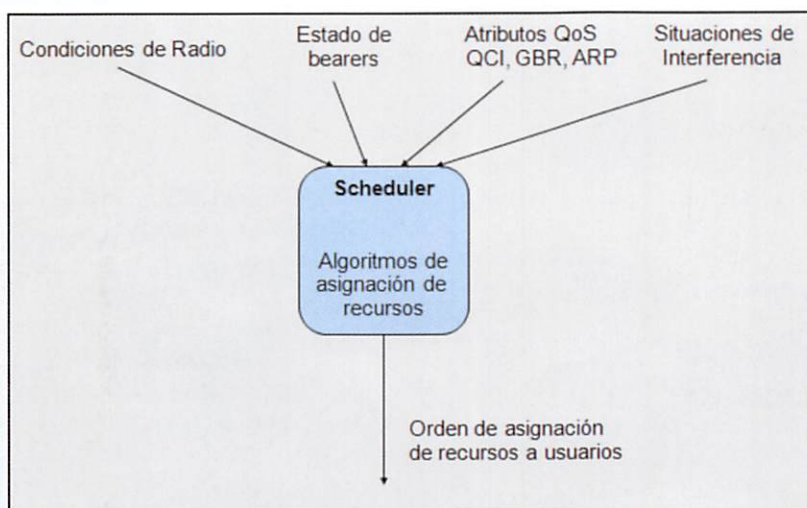 Condiciones de Radio
Estado de
bearers
Atributos QoS
QCI, GBR, ARP
Situaciones de
Interferencia
Scheduler
Algoritmos de
asignación de
recursos
Orden de asignación
de recursos a usuarios